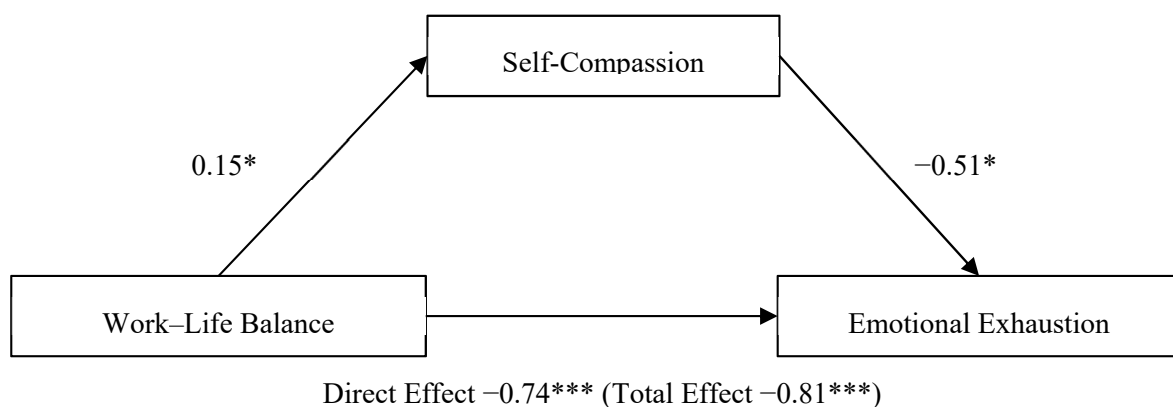 Self-Compassion
0.15*
−0.51*
Work–Life Balance
Emotional Exhaustion
Direct Effect −0.74*** (Total Effect −0.81***)